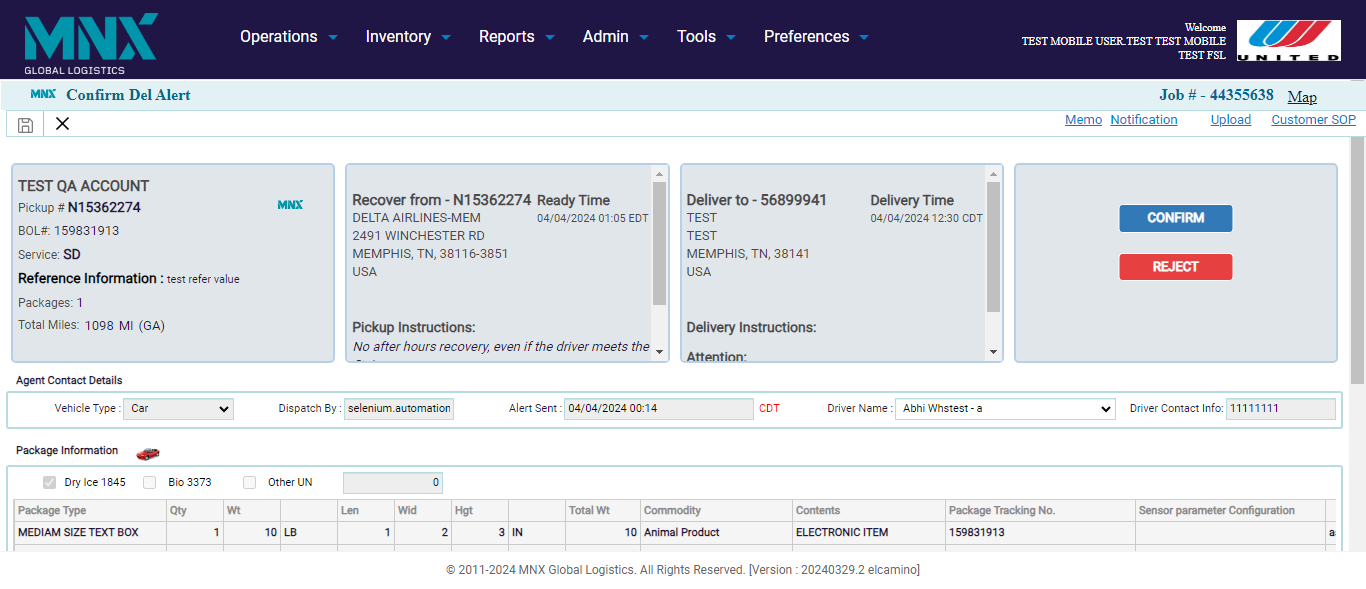 MNX
GLOBAL LOGISTICS
Operations Inventory Reports Admin Tools Preferences
Welcome
TEST MOBILE USER.TEST TEST MOBILE
TEST FSL
UNITED
MNX Confirm Del Alert
Job # - 44355638 Map
Memo Notification Upload Customer SOP
TEST QA ACCOUNT
Pickup # N15362274
MNX
BOL#: 159831913
Service: SD
Reference Information : test refer value
Packages: 1
Total Miles: 1098 MI (GA)
Recover from - N15362274 Ready Time
DELTA AIRLINES-MEM 04/04/2024 01:05 EDT
2491 WINCHESTER RD
MEMPHIS, TN, 38116-3851
USA
Pickup Instructions:
No after hours recovery, even if the driver meets the
Deliver to - 56899941 Delivery Time
TEST 04/04/2024 12:30 CDT
TEST
MEMPHIS, TN, 38141
USA
Delivery Instructions:
Attention:
CONFIRM
REJECT
Agent Contact Details
Vehicle Type : Car Dispatch By : selenium.automation Alert Sent : 04/04/2024 00:14 CDT Driver Name : Abhi Whstest - a Driver Contact Info: 11111111
Package Information
Dry Ice 1845 Bio 3373 Other UN 0
Package Type Qty Wt Len Wid Hgt Total Wt Commodity Contents Package Tracking No. Sensor parameter Configuration
MEDIAM SIZE TEXT BOX 1 10 LB 1 2 3 IN 10 Animal Product ELECTRONIC ITEM 159831913
© 2011-2024 MNX Global Logistics. All Rights Reserved. [Version : 20240329.2 elcamino]